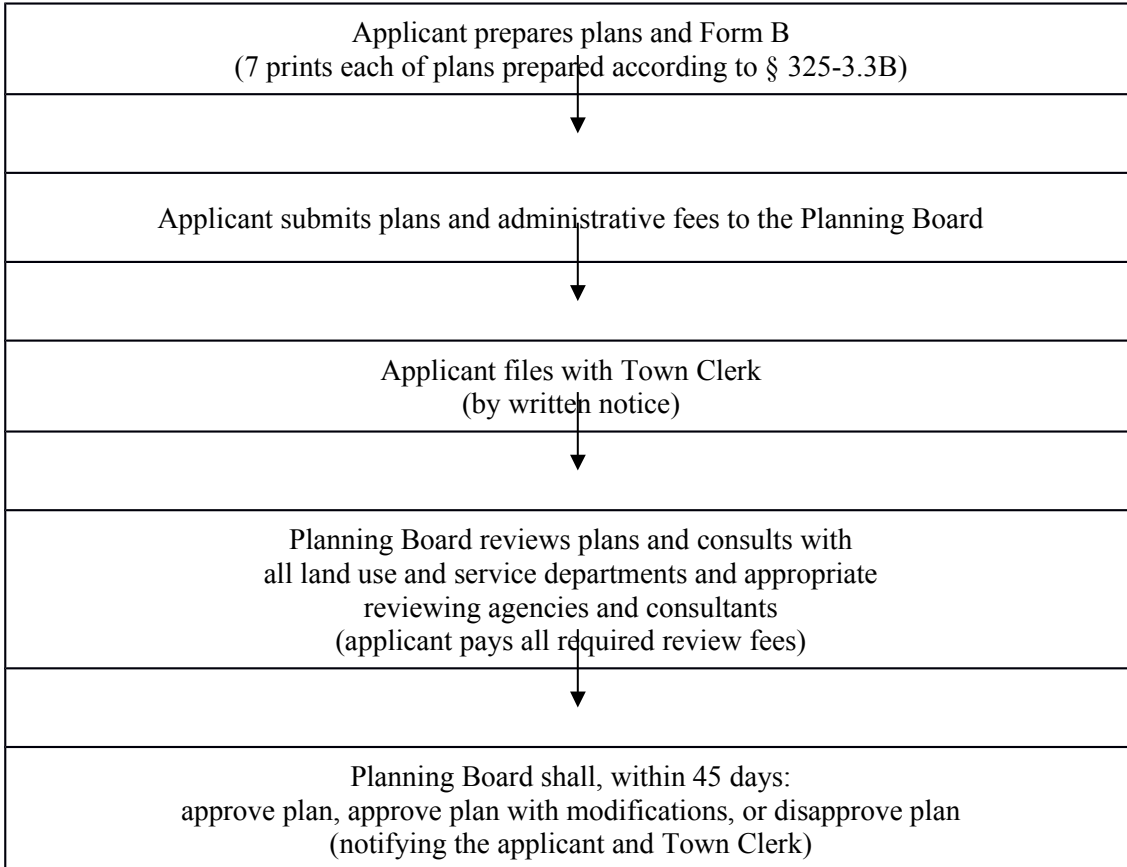 Applicant prepares plans and Form B
(7 prints each of plans prepared according to § 325-3.3B)
Applicant submits plans and administrative fees to the Planning Board
Applicant files with Town Clerk
(by written notice)
Planning Board reviews plans and consults with
all land use and service departments and appropriate
reviewing agencies and consultants
(applicant pays all required review fees)
Planning Board shall, within 45 days:
approve plan, approve plan with modifications, or disapprove plan
(notifying the applicant and Town Clerk)